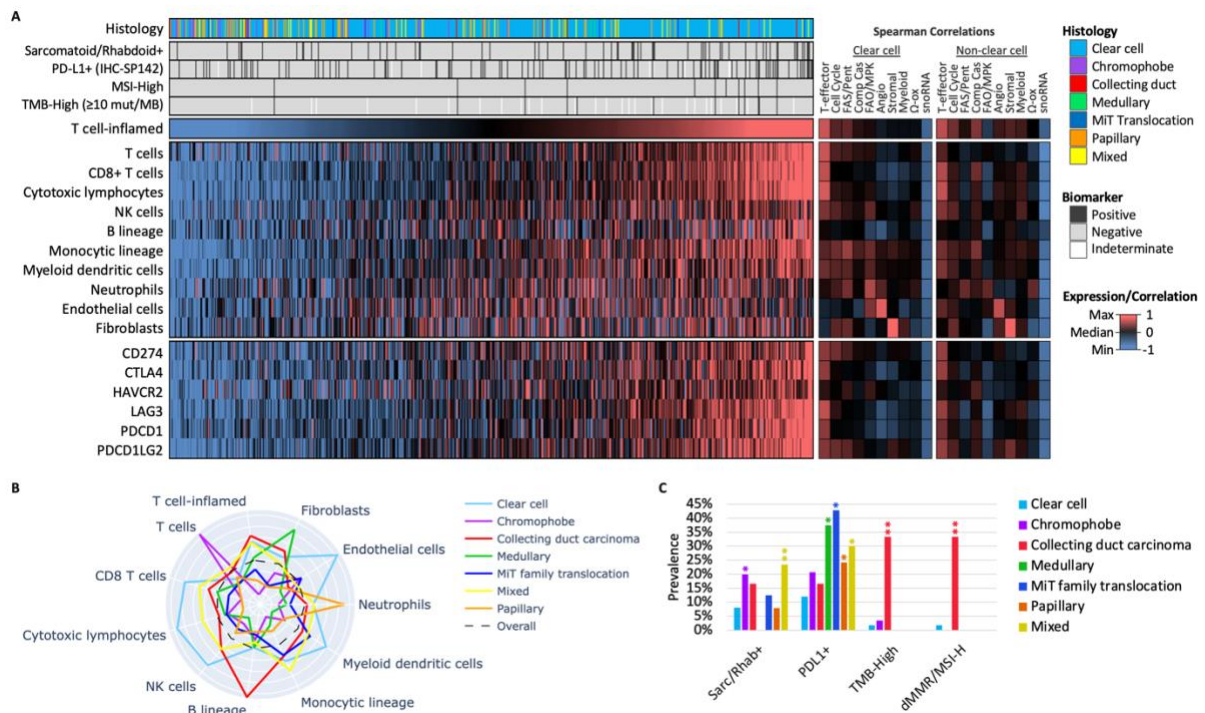 A
Histology
Sarcomatoid/Rhabdoid+
PD-L1+ (IHC-SP142)
MSI-High
TMB-High (≥10 mut/MB)
T cell-inflamed
T cells
CD8+ T cells
Cytotoxic lymphocytes
NK cells
B lineage
Monocytic lineage
Myeloid dendritic cells
Neutrophils
Endothelial cells
Fibroblasts
CD274
CTLA4
HAVCR2
LAG3
PDCD1
PDCD1LG2
Spearman Correlations
Clear cell
Non-clear cell
T-effector
Cell Cycle
FAS/Pent
Comp Cas
FAO/MPK
Angio
Stromal
Myeloid
Ω-ox
snoRNA
T-effector
Cell Cycle
FAS/Pent
Comp Cas
FAO/MPK
Angio
Stromal
Myeloid
Ω-ox
snoRNA
Histology
Clear cell
Chromophobe
Collecting duct
Medullary
MiT Translocation
Papillary
Mixed
Biomarker
Positive
Negative
Indeterminate
Expression/Correlation
Max 1
Median 0
Min -1
B
T cell-inflamed
T cells
CD8 T cells
Cytotoxic lymphocytes
NK cells
B lineage
Monocytic lineage
Myeloid dendritic cells
Neutrophils
Endothelial cells
Fibroblasts
Clear cell
Chromophobe
Collecting duct carcinoma
Medullary
MiT family translocation
Mixed
Papillary
Overall
C
Prevalence
45%
40%
35%
30%
25%
20%
15%
10%
5%
0%
Sarc/Rhab+
PDL1+
TMB-High
dMMR/MSI-H
Clear cell
Chromophobe
Collecting duct carcinoma
Medullary
MiT family translocation
Papillary
Mixed